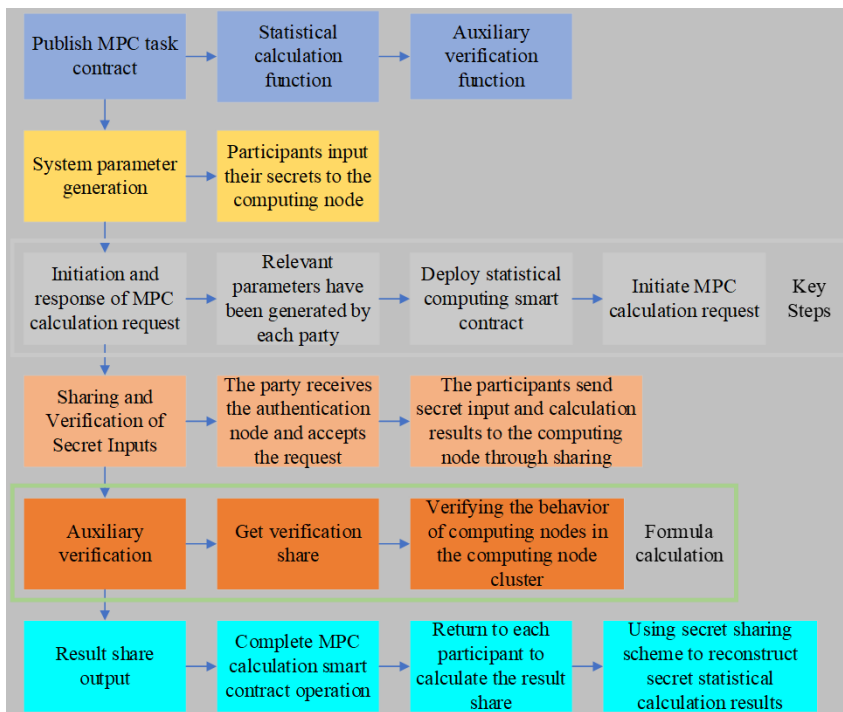 Publish MPC task
contract
Statistical
calculation
function
Auxiliary
verification
function
System parameter
generation
Participants input
their secrets to the
computing node
Initiation and
response of MPC
calculation request
Relevant
parameters have
been generated by
each party
Deploy statistical
computing smart
contract
Initiate MPC
calculation request
Key
Steps
Sharing and
Verification of
Secret Inputs
The party receives
the authentication
node and accepts
the request
The participants send
secret input and calculation
results to the computing
node through sharing
Auxiliary
verification
Get verification
share
Verifying the behavior
of computing nodes in
the computing node
cluster
Formula
calculation
Result share
output
Complete MPC
calculation smart
contract operation
Return to each
participant to
calculate the result
share
Using secret sharing
scheme to reconstruct
secret statistical
calculation results